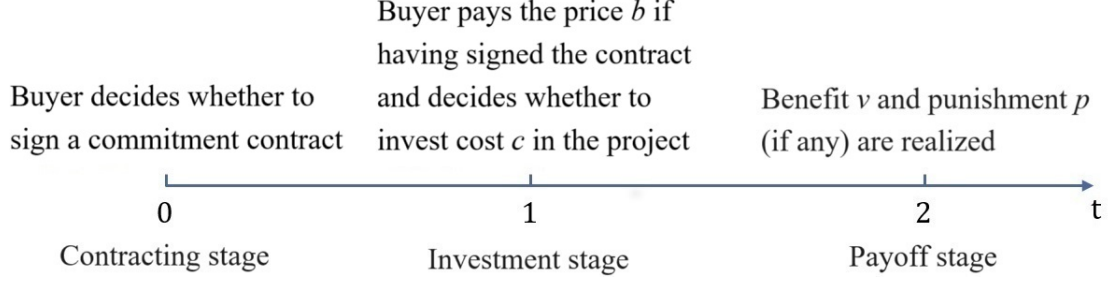 Buyer pays the price b if
having signed the contract
Buyer decides whether to
and decides whether to
Benefit v and punishment p
sign a commitment contract
invest cost c in the project
(if any) are realized
0
1
2
t
Contracting stage
Investment stage
Payoff stage